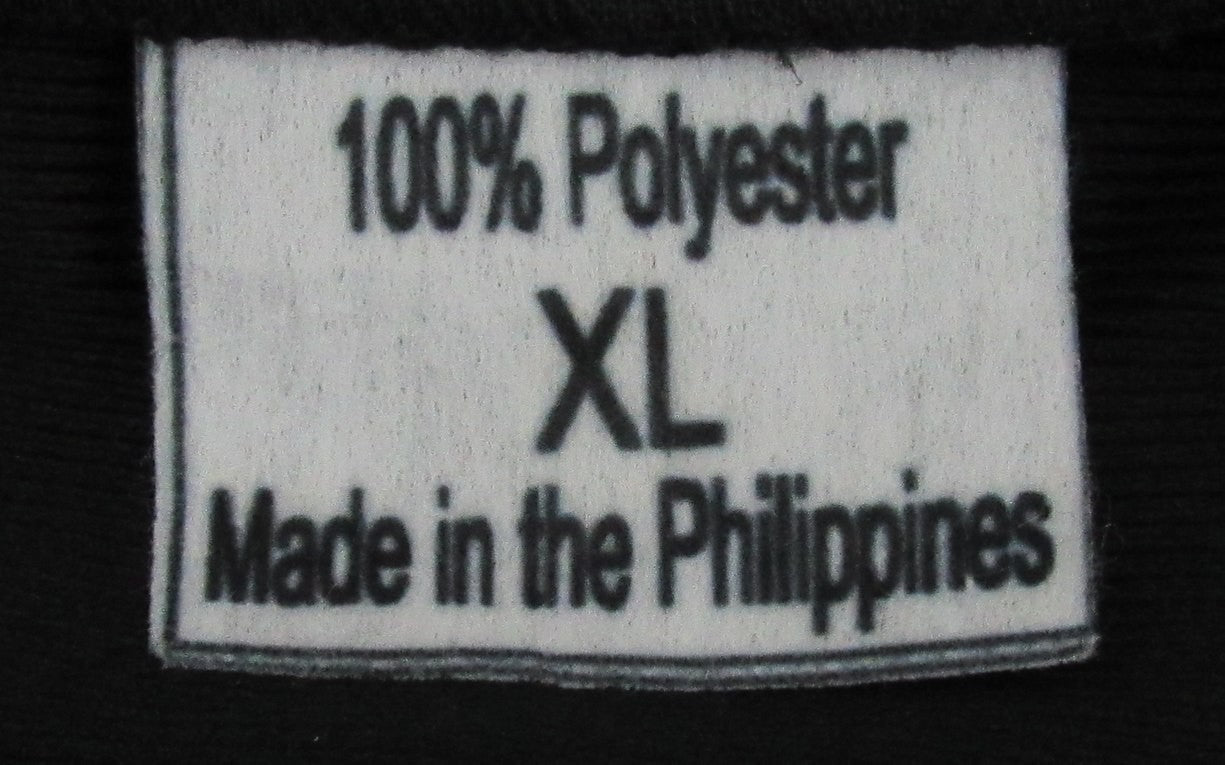 100% Polyester
XL
Made in the Philippines